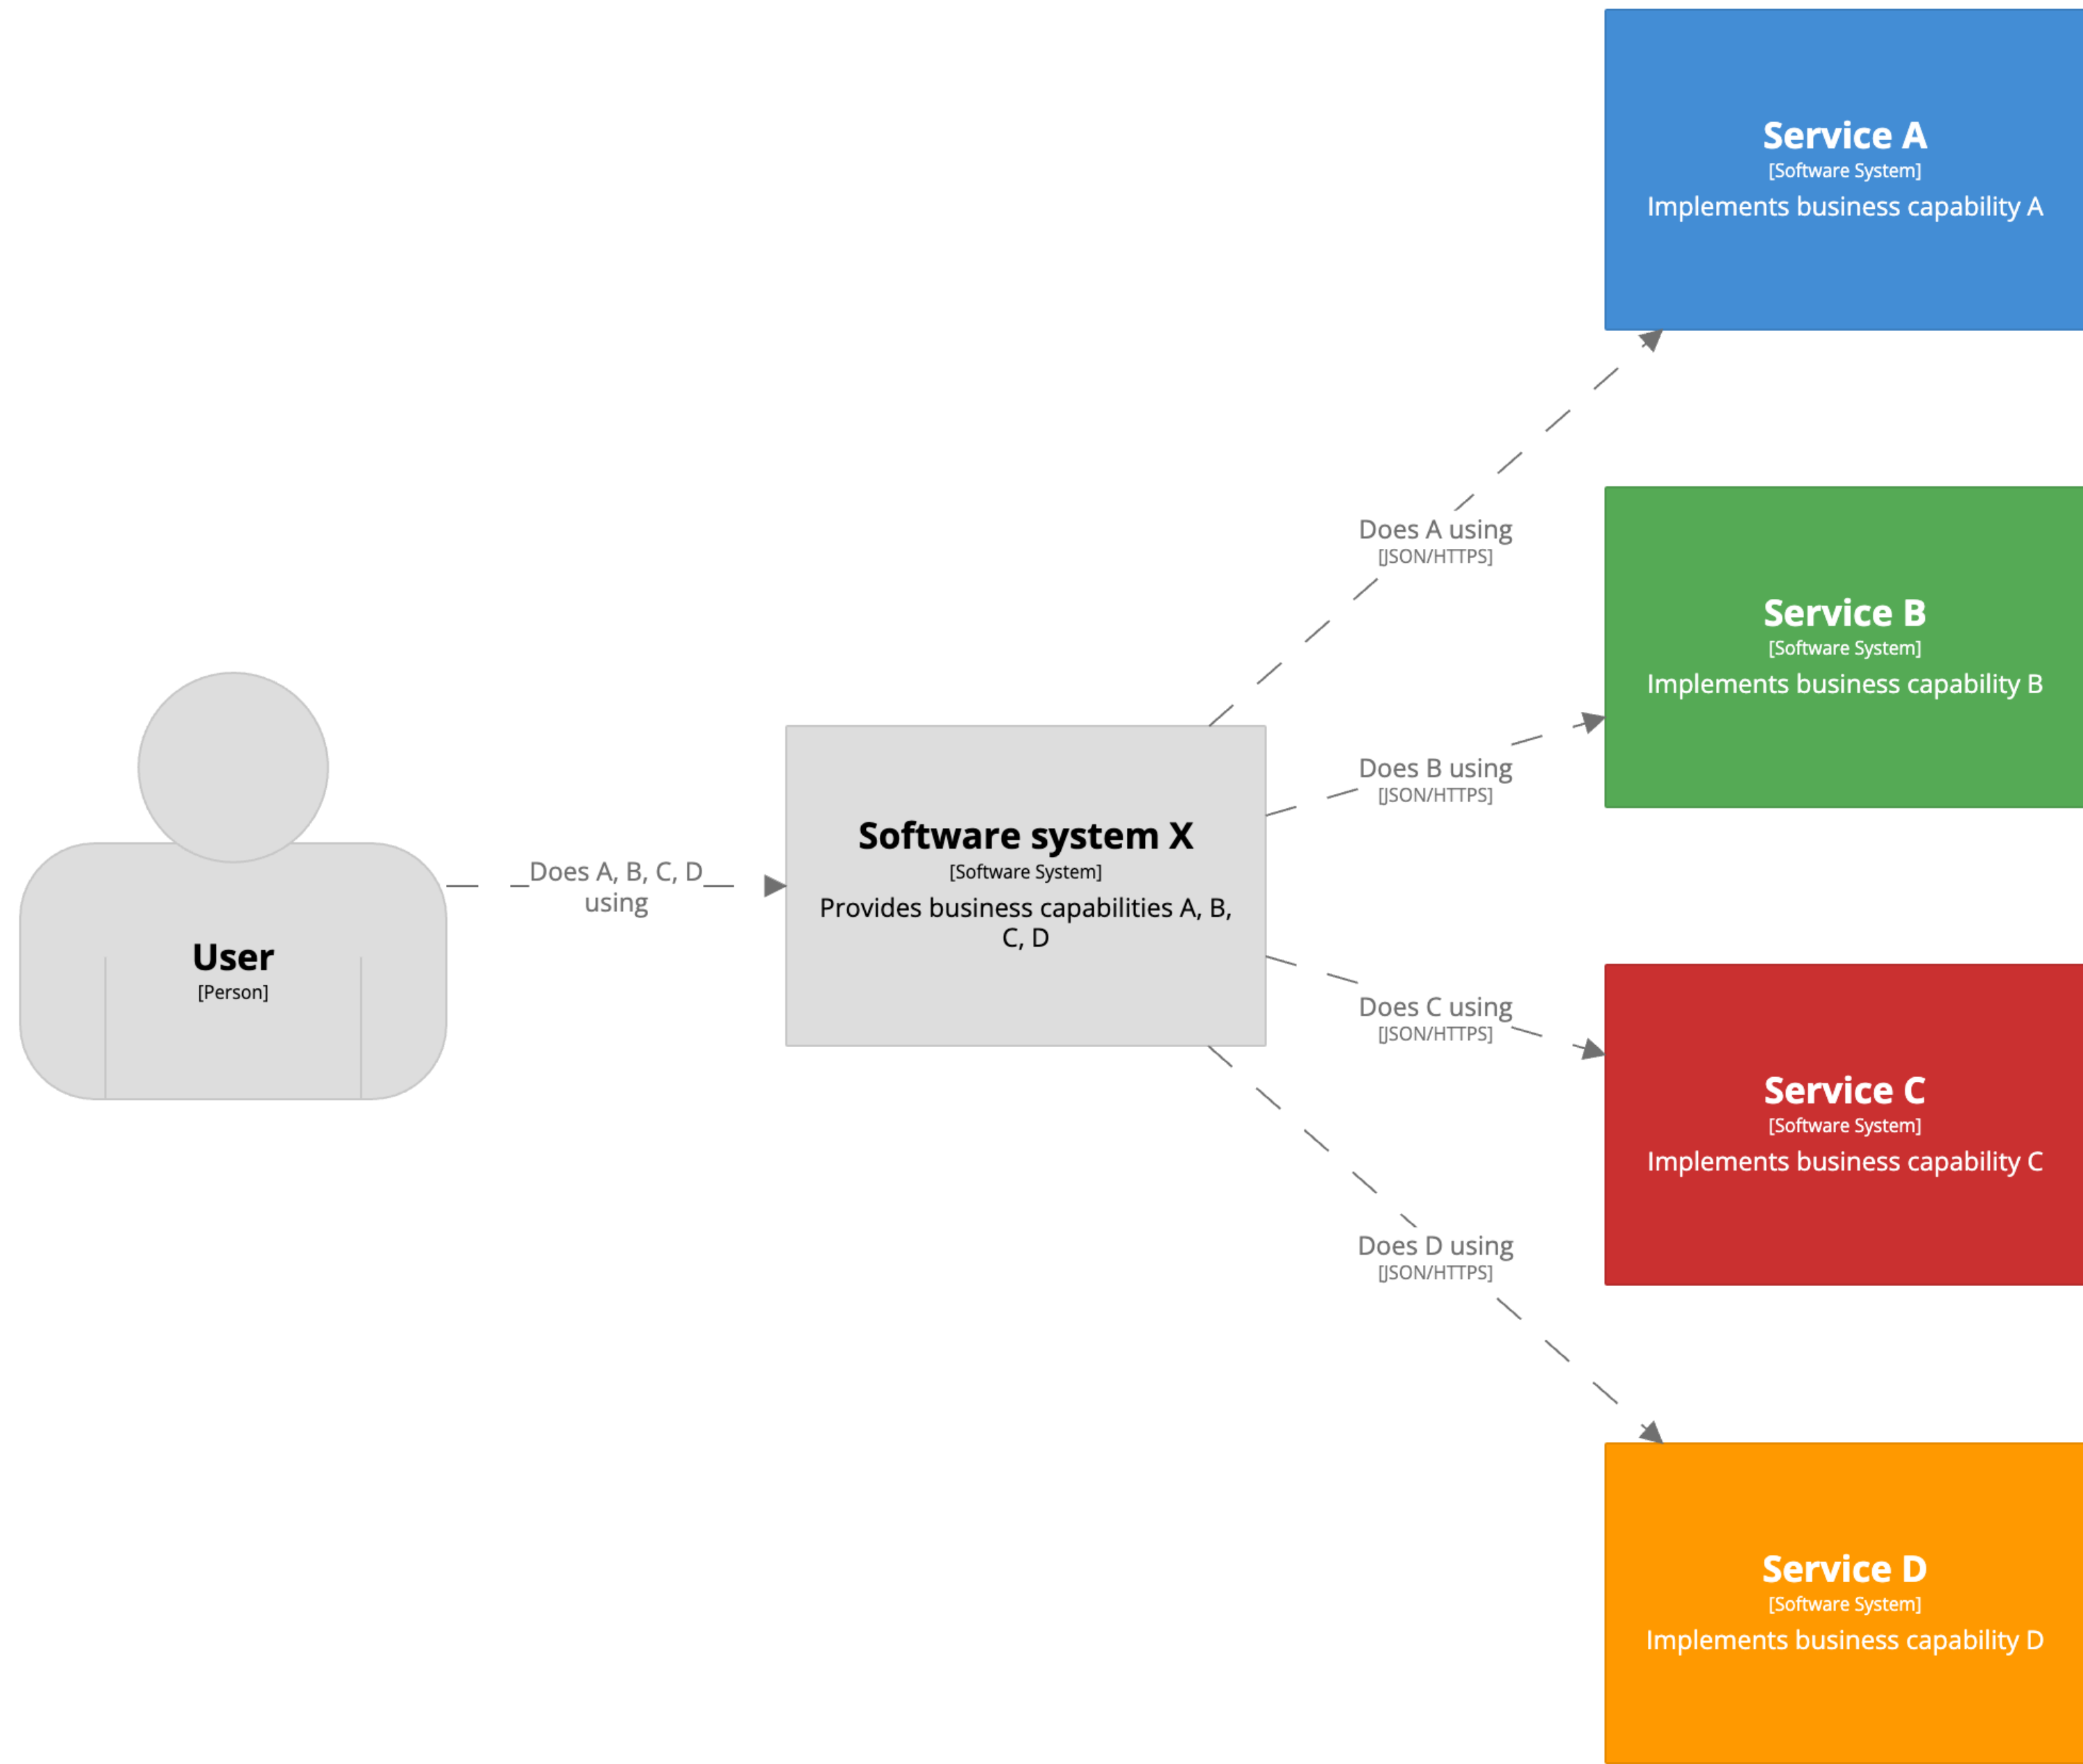 Service A
[Software System]
Implements business capability A
Does A using
[JSON/HTTPS]
Service B
[Software System]
Implements business capability B
Does B using
[JSON/HTTPS]
Software system X
[Software System]
Provides business capabilities A, B,
C, D
Does A, B, C, D
using
User
[Person]
Does C using
[JSON/HTTPS]
Service C
[Software System]
Implements business capability C
Does D using
[JSON/HTTPS]
Service D
[Software System]
Implements business capability D